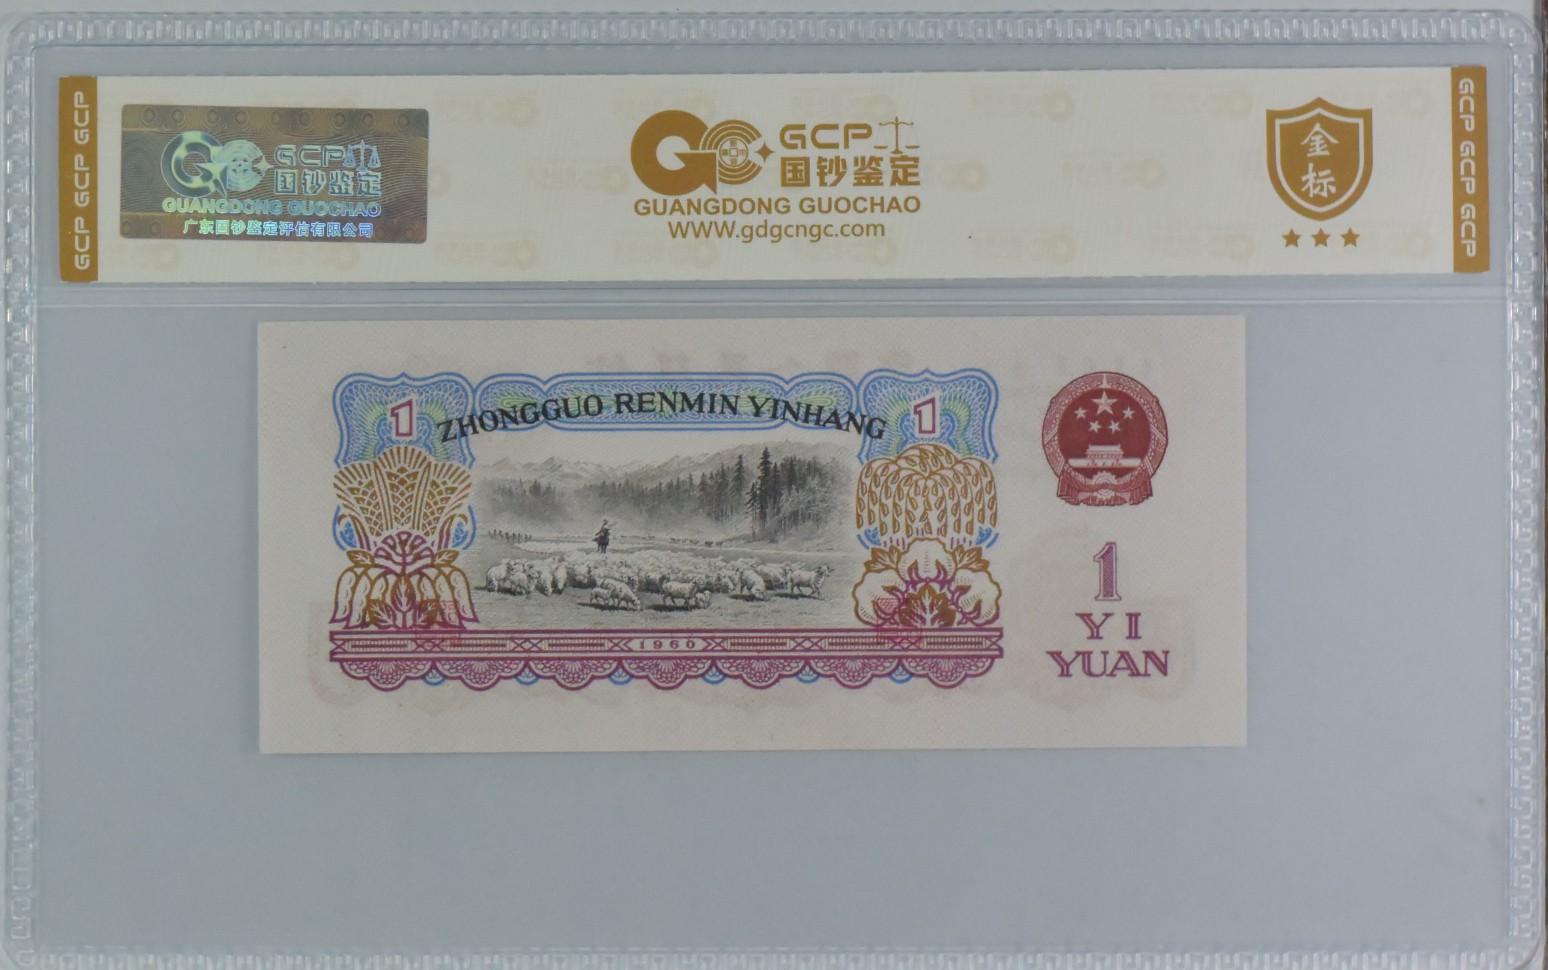 GCP GCP GCP
GCP 国钞鉴定
GUANGDONG GUOCHAO
广东国钞鉴定评估有限公司
GCP
国钞鉴定
GUANGDONG GUOCHAO
WWW.gdgcngc.com
金标
GCP GCP GCP
1
ZHONGGUO RENMIN YINHANG
1
1960
1
YI
YUAN